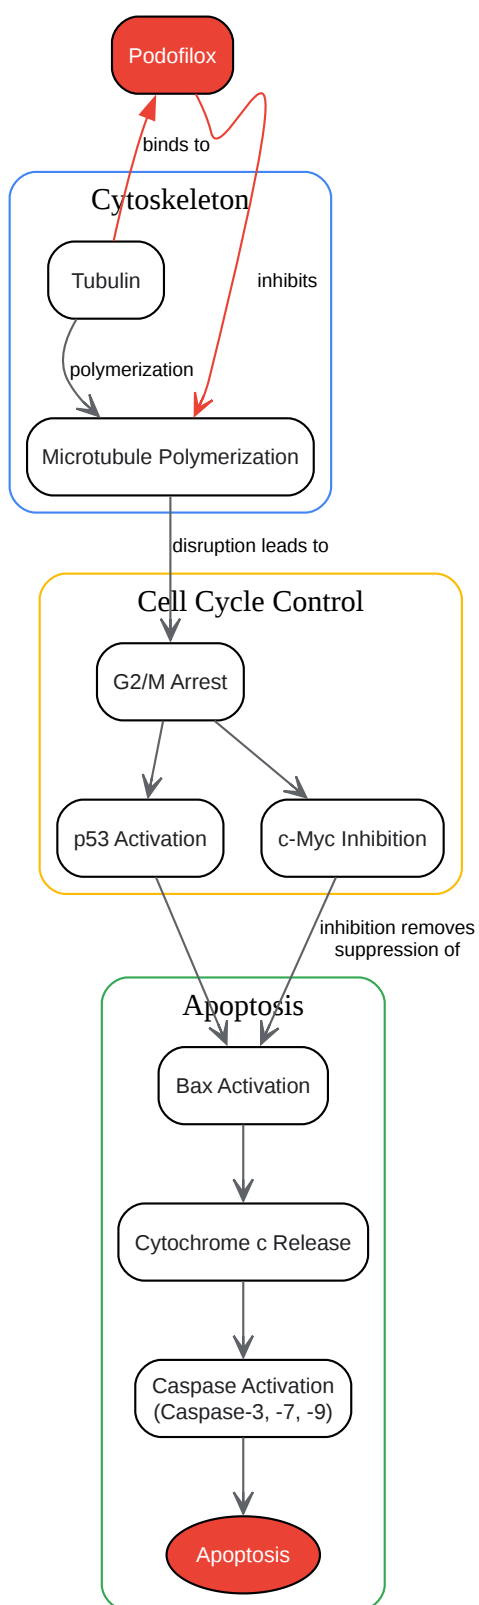 Podofilox
binds to
Cytoskeleton
Tubulin
inhibits
polymerization
Microtubule Polymerization
disruption leads to
Cell Cycle Control
G2/M Arrest
p53 Activation
c-Myc Inhibition
inhibition removes
suppression of
Apoptosis
Bax Activation
Cytochrome c Release
Caspase Activation
(Caspase-3, -7, -9)
Apoptosis